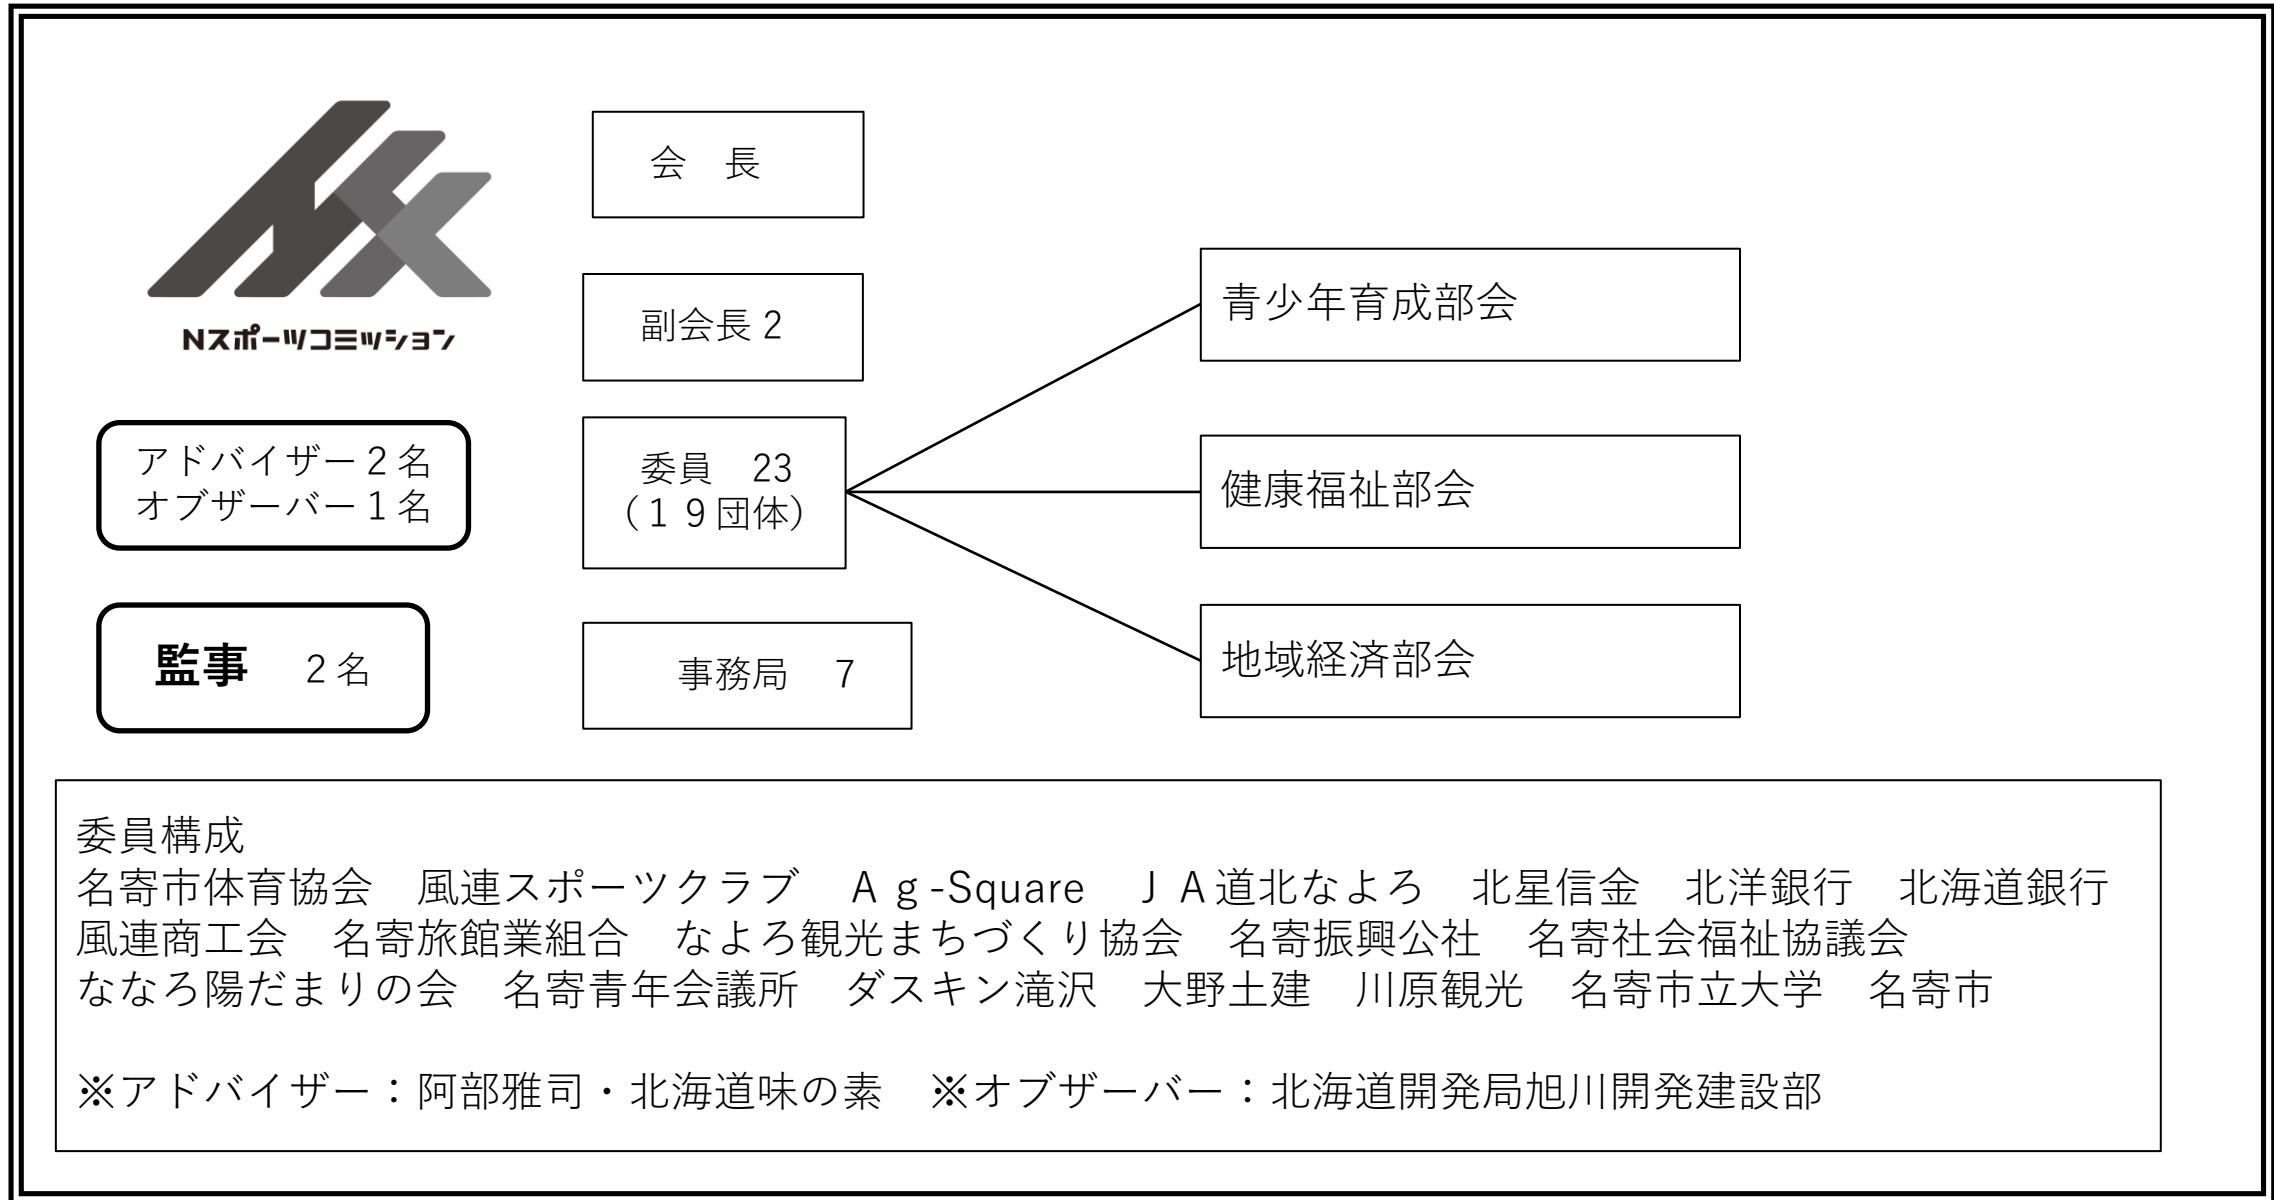 会　長
Nスポーツコミッション
副会長 2
青少年育成部会
アドバイザー２名
オブザーバー１名
委員　23
（１９団体）
健康福祉部会
監事　２名
事務局　7
地域経済部会
委員構成
名寄市体育協会　風連スポーツクラブ　Ａｇ-Square　ＪＡ道北なよろ　北星信金　北洋銀行　北海道銀行
風連商工会　名寄旅館業組合　なよろ観光まちづくり協会　名寄振興公社　名寄社会福祉協議会
ななろ陽だまりの会　名寄青年会議所　ダスキン滝沢　大野土建　川原観光　名寄市立大学　名寄市
※アドバイザー：阿部雅司・北海道味の素　※オブザーバー：北海道開発局旭川開発建設部